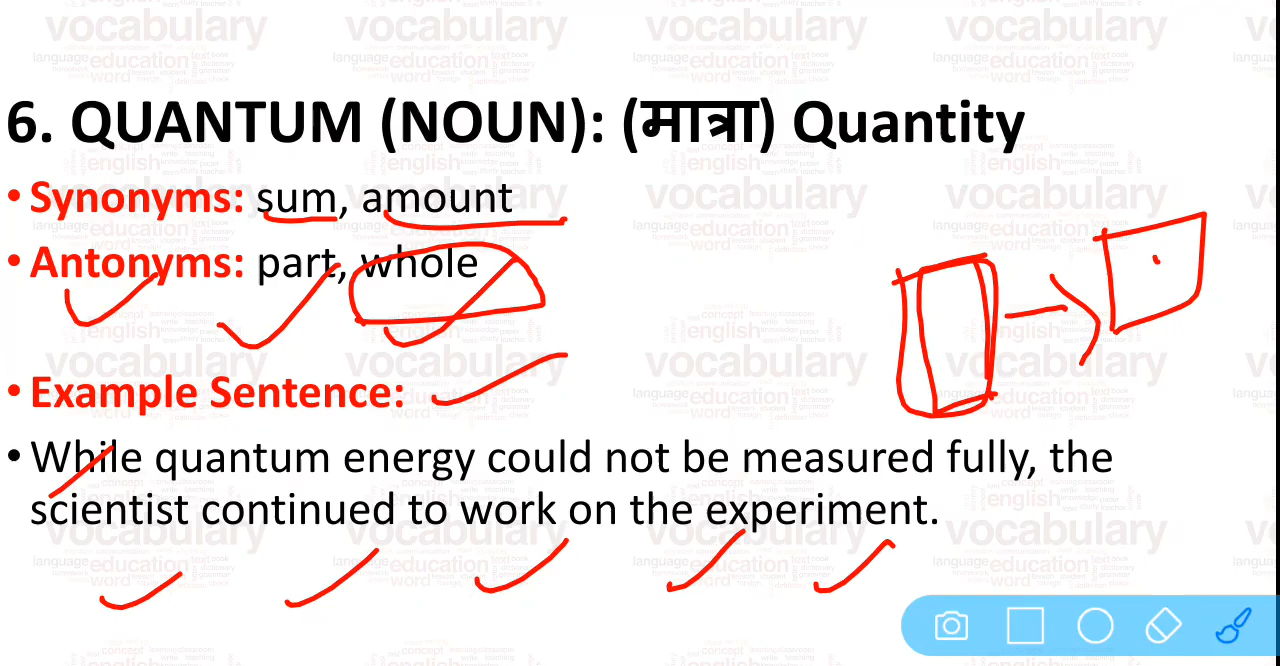 6. QUANTUM (NOUN): (मात्रा) Quantity
• Synonyms: sum, amount
• Antonyms: part, whole
• Example Sentence:
• While quantum energy could not be measured fully, the
scientist continued to work on the experiment.